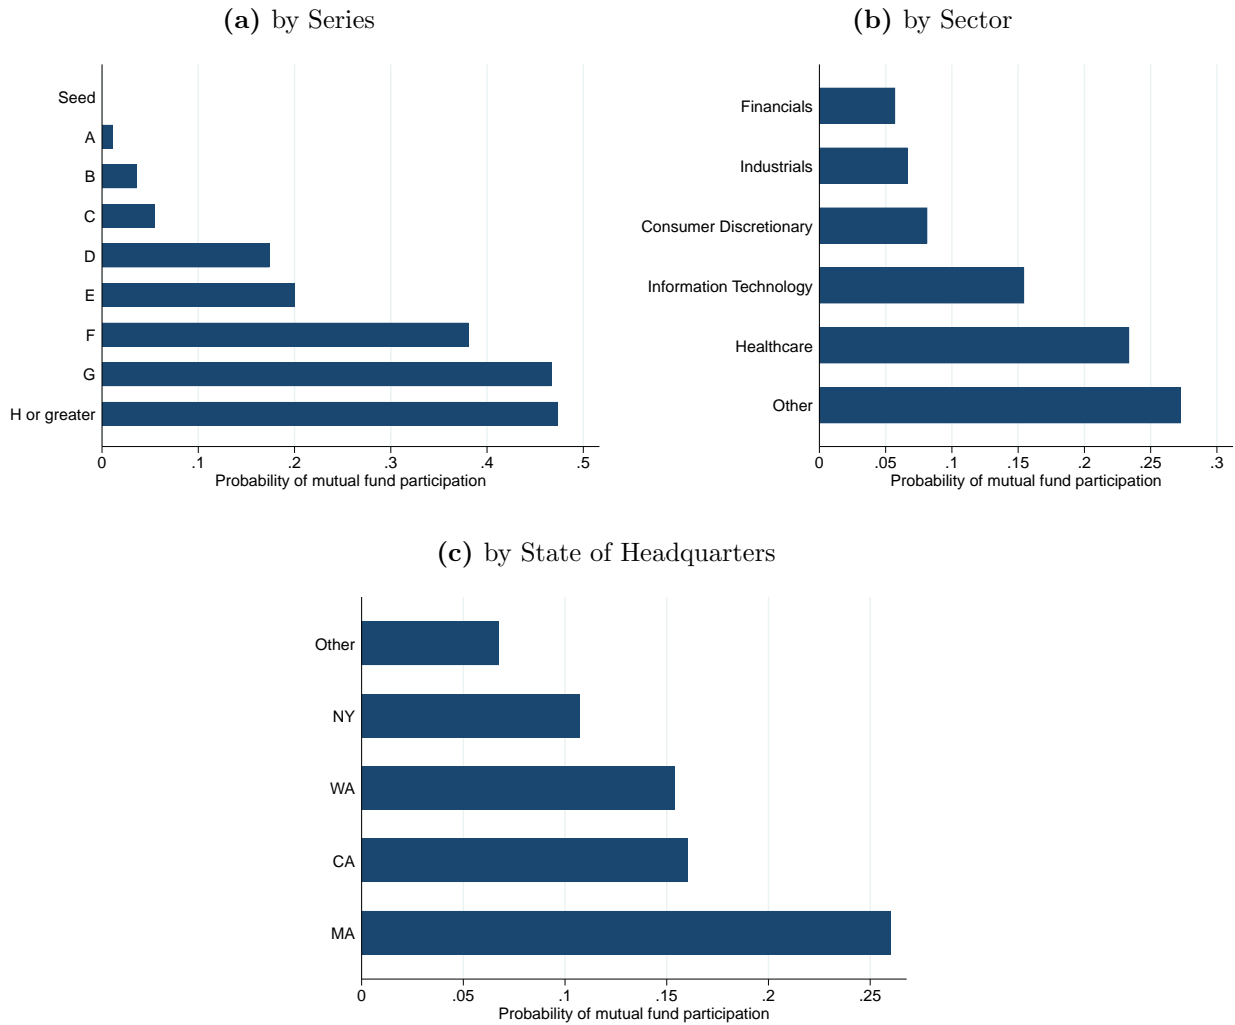 (a) by Series
Seed
A
B
C
D
E
F
G
H or greater
0 .1 .2 .3 .4 .5
Probability of mutual fund participation
(b) by Sector
Financials
Industrials
Consumer Discretionary
Information Technology
Healthcare
Other
0 .05 .1 .15 .2 .25 .3
Probability of mutual fund participation
(c) by State of Headquarters
Other
NY
WA
CA
MA
0 .05 .1 .15 .2 .25
Probability of mutual fund participation